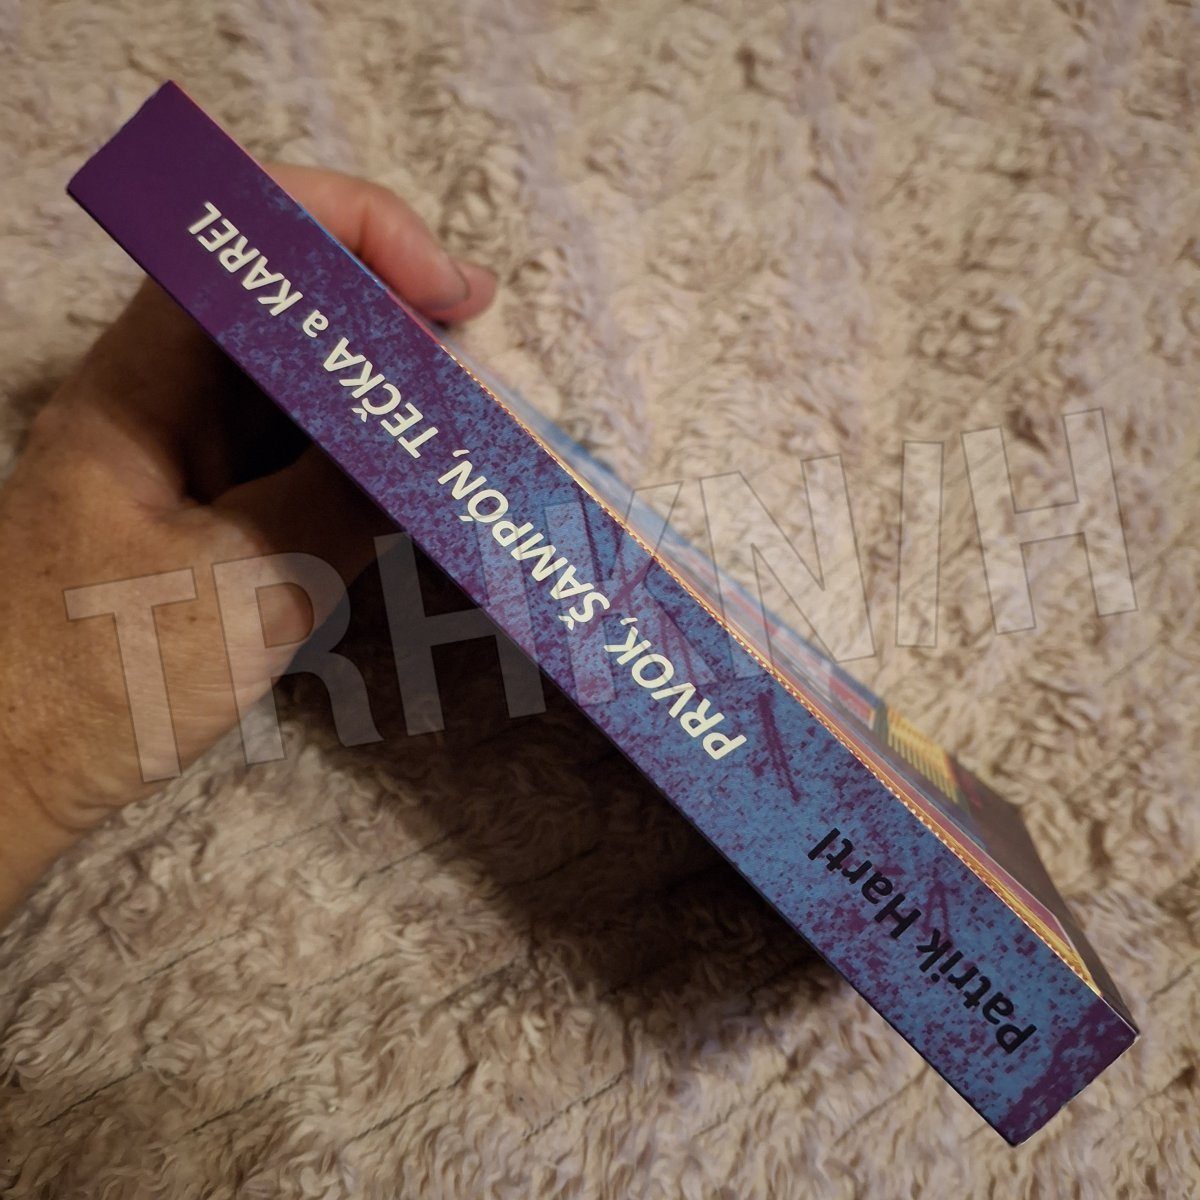 Patrik Hartl
PRVOK, ŠAMPÓN, TEČKA a KAREL
TRHKNIH